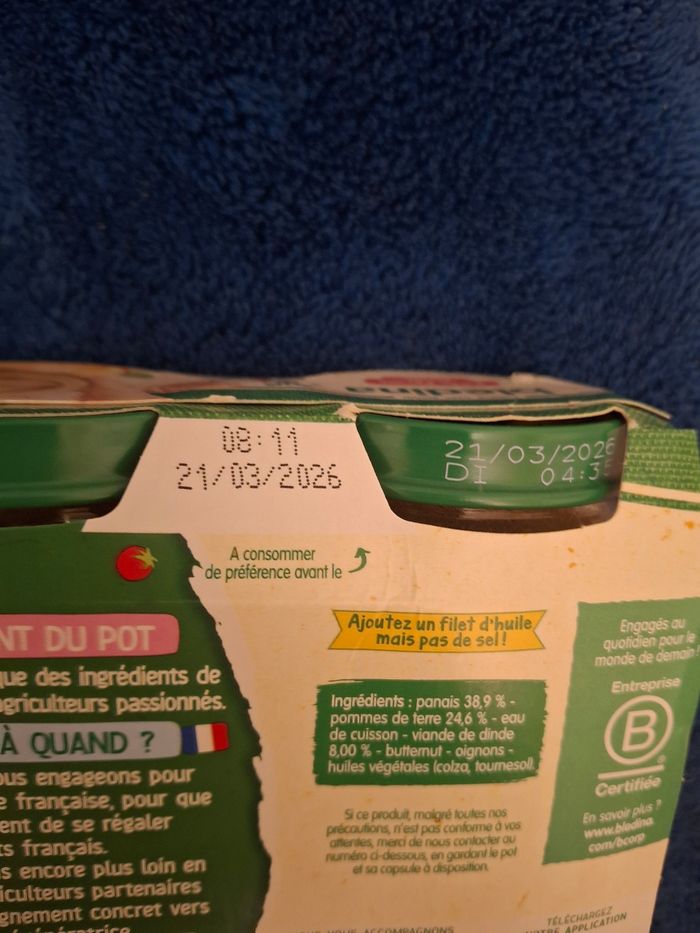 Bledina
08:11
21/03/2026
21/03/2026
DI 04:35
A consommer
de préférence avant le
NT DU POT
que des ingrédients de
agriculteurs passionnés.
À QUAND ?
ous engageons pour
e française, pour que
ent de se régaler
ts français.
s encore plus loin en
iculteurs partenaires
gnement concret vers
Ajoutez un filet d'huile
mais pas de sel !
Ingrédients : panais 38,9 % -
pommes de terre 24,6 % - eau
de cuisson - viande de dinde
8,00 % - butternut - oignons -
huiles végétales (colza, tournesol).
Si ce produit, malgré toutes nos
précautions, n'est pas conforme à vos
attentes, merci de nous contacter au
numéro ci-dessous, en gardant le pot
et sa capsule à disposition.
Engagés au
quotidien pour le
monde de demain !
Entreprise
B
Certifiée
En savoir plus ?
www.bledina.
com/bcorp
VOUS ACCOMPAGNONS
TÉLÉCHARGEZ
NOTRE APPLICATION